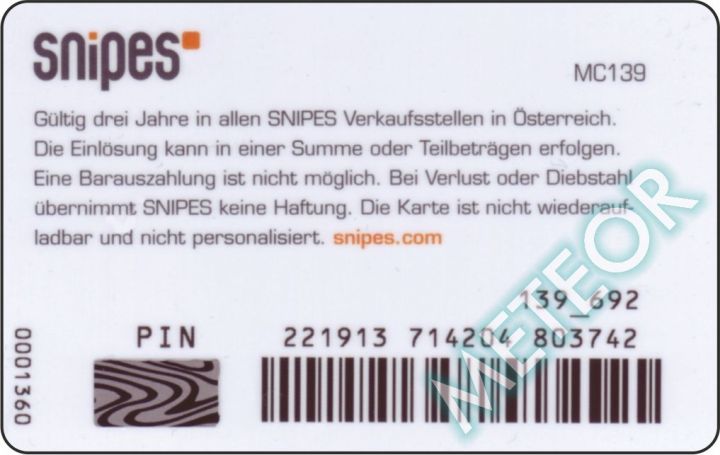 snipes
MC139
Gültig drei Jahre in allen SNIPES Verkaufsstellen in Österreich.
Die Einlösung kann in einer Summe oder Teilbeträgen erfolgen.
Eine Barauszahlung ist nicht möglich. Bei Verlust oder Diebstahl
übernimmt SNIPES keine Haftung. Die Karte ist nicht wiederauf-
ladbar und nicht personalisiert. snipes.com
139_692
PIN 221913 714204 803742
0001360
METEOR